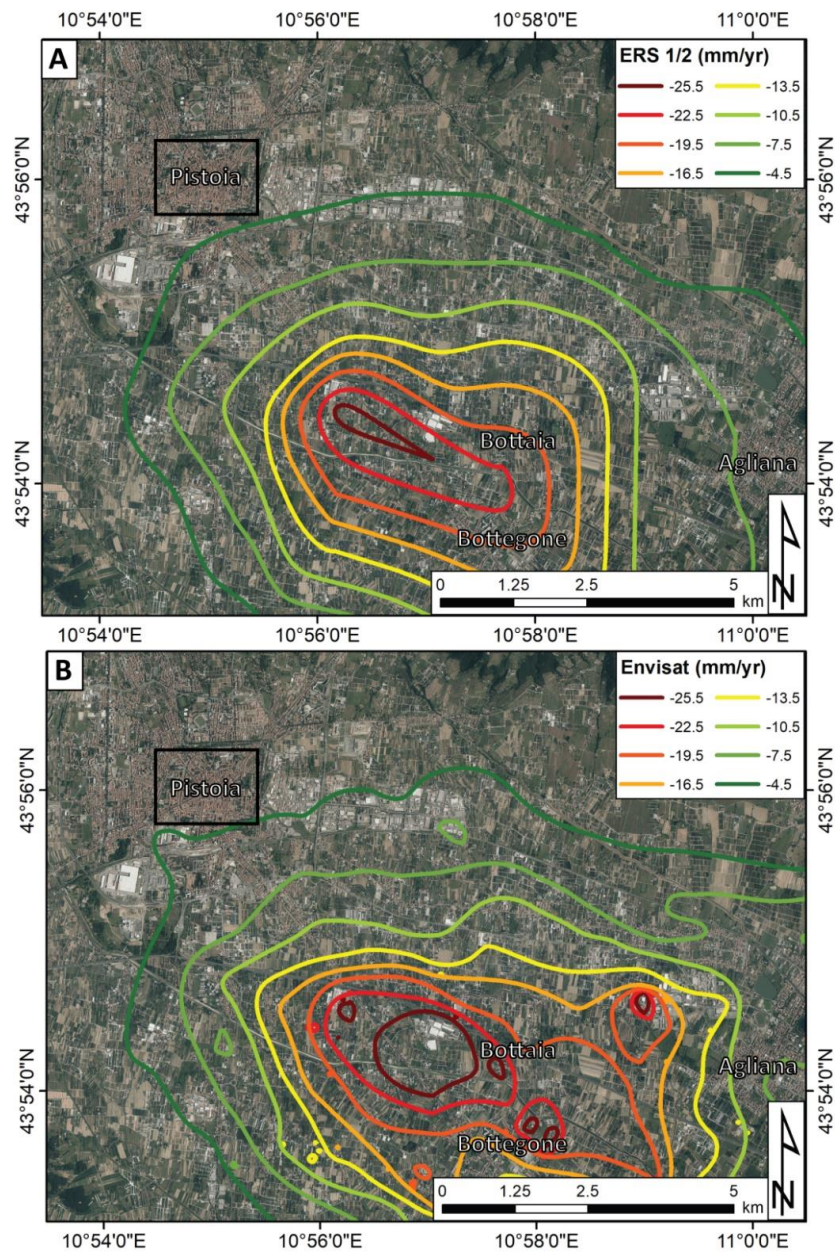 10°54'0"E 10°56'0"E 10°58'0"E 11°0'0"E
A
ERS 1/2 (mm/yr)
-25.5 -13.5
-22.5 -10.5
-19.5 -7.5
-16.5 -4.5
43°56'0"N
43°56'0"N
Pistoia
Bottaia
Agliana
43°54'0"N
43°54'0"N
Bottegone
N
0 1.25 2.5 5
km
10°54'0"E 10°56'0"E 10°58'0"E 11°0'0"E
B
Envisat (mm/yr)
-25.5 -13.5
-22.5 -10.5
-19.5 -7.5
-16.5 -4.5
43°56'0"N
43°56'0"N
Pistoia
Bottaia
Agliana
43°54'0"N
43°54'0"N
Bottegone
N
0 1.25 2.5 5
km
10°54'0"E 10°56'0"E 10°58'0"E 11°0'0"E